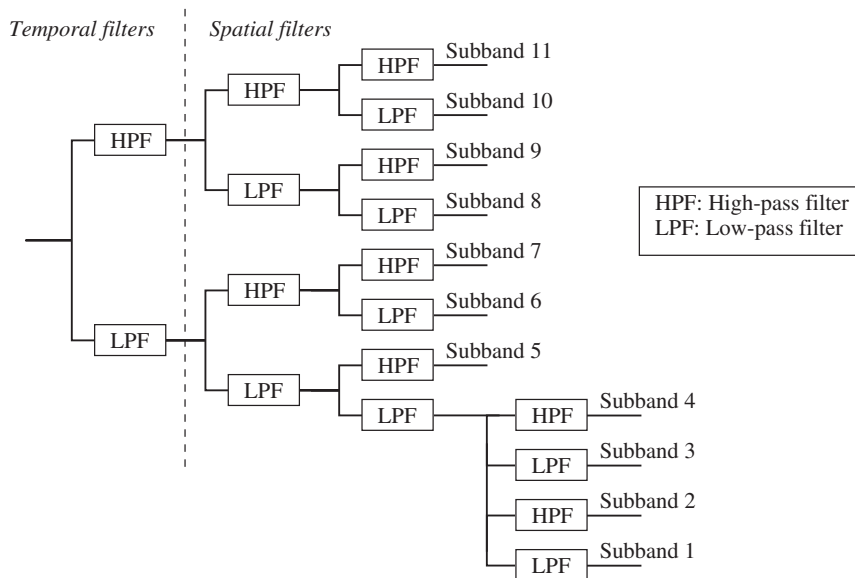 Temporal filters
Spatial filters
HPF
Subband 11
HPF
LPF
Subband 10
HPF
HPF
Subband 9
LPF
LPF
Subband 8
HPF: High-pass filter
LPF: Low-pass filter
HPF
Subband 7
HPF
LPF
Subband 6
LPF
HPF
Subband 5
LPF
LPF
HPF
Subband 4
LPF
Subband 3
HPF
Subband 2
LPF
Subband 1